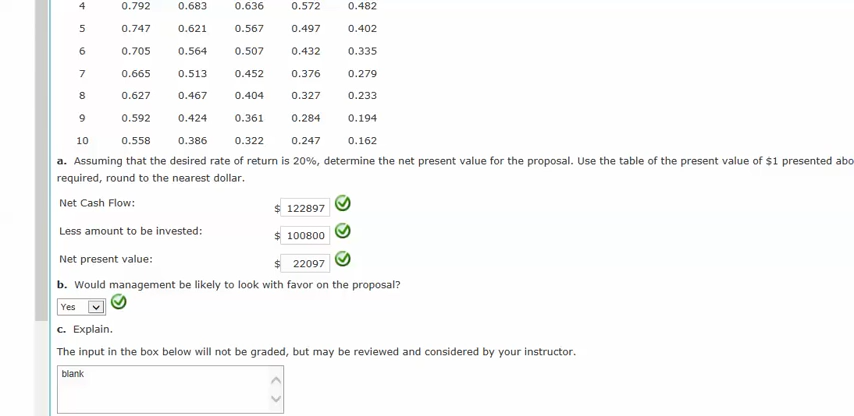 4 0.792 0.683 0.636 0.572 0.482
5 0.747 0.621 0.567 0.497 0.402
6 0.705 0.564 0.507 0.432 0.335
7 0.665 0.513 0.452 0.376 0.279
8 0.627 0.467 0.404 0.327 0.233
9 0.592 0.424 0.361 0.284 0.194
10 0.558 0.386 0.322 0.247 0.162
a. Assuming that the desired rate of return is 20%, determine the net present value for the proposal. Use the table of the present value of $1 presented abo
required, round to the nearest dollar.
Net Cash Flow: $ 122897
Less amount to be invested: $ 100800
Net present value: $ 22097
b. Would management be likely to look with favor on the proposal?
Yes
c. Explain.
The input in the box below will not be graded, but may be reviewed and considered by your instructor.
blank